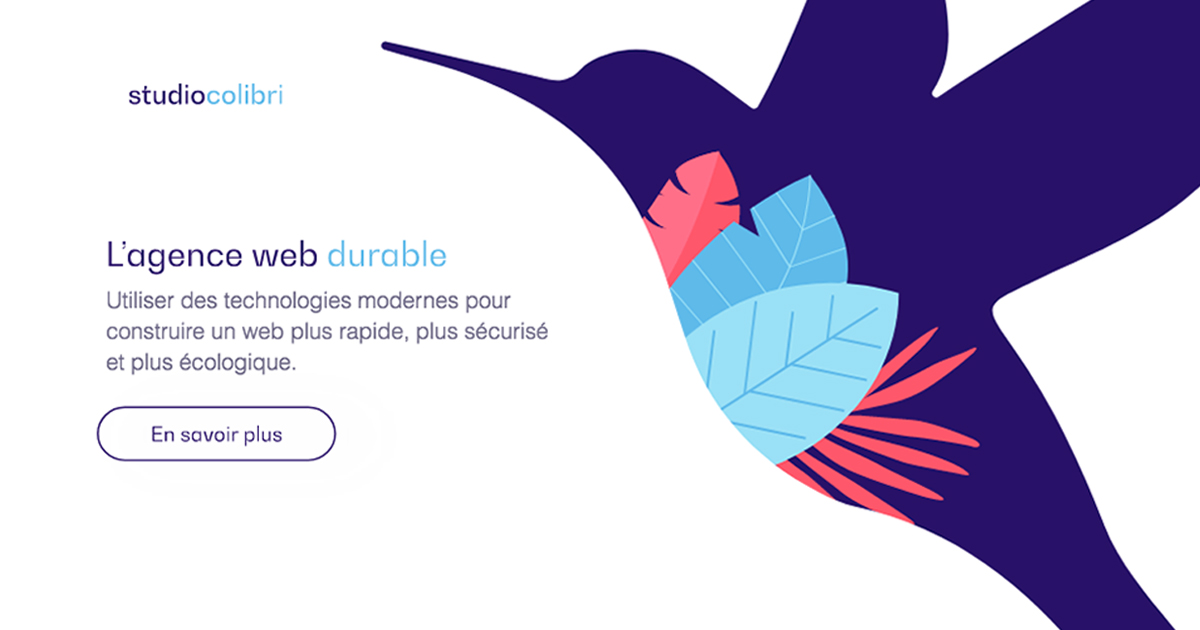 studiocolibri
L’agence web durable
Utiliser des technologies modernes pour
construire un web plus rapide, plus sécurisé
et plus écologique.
En savoir plus